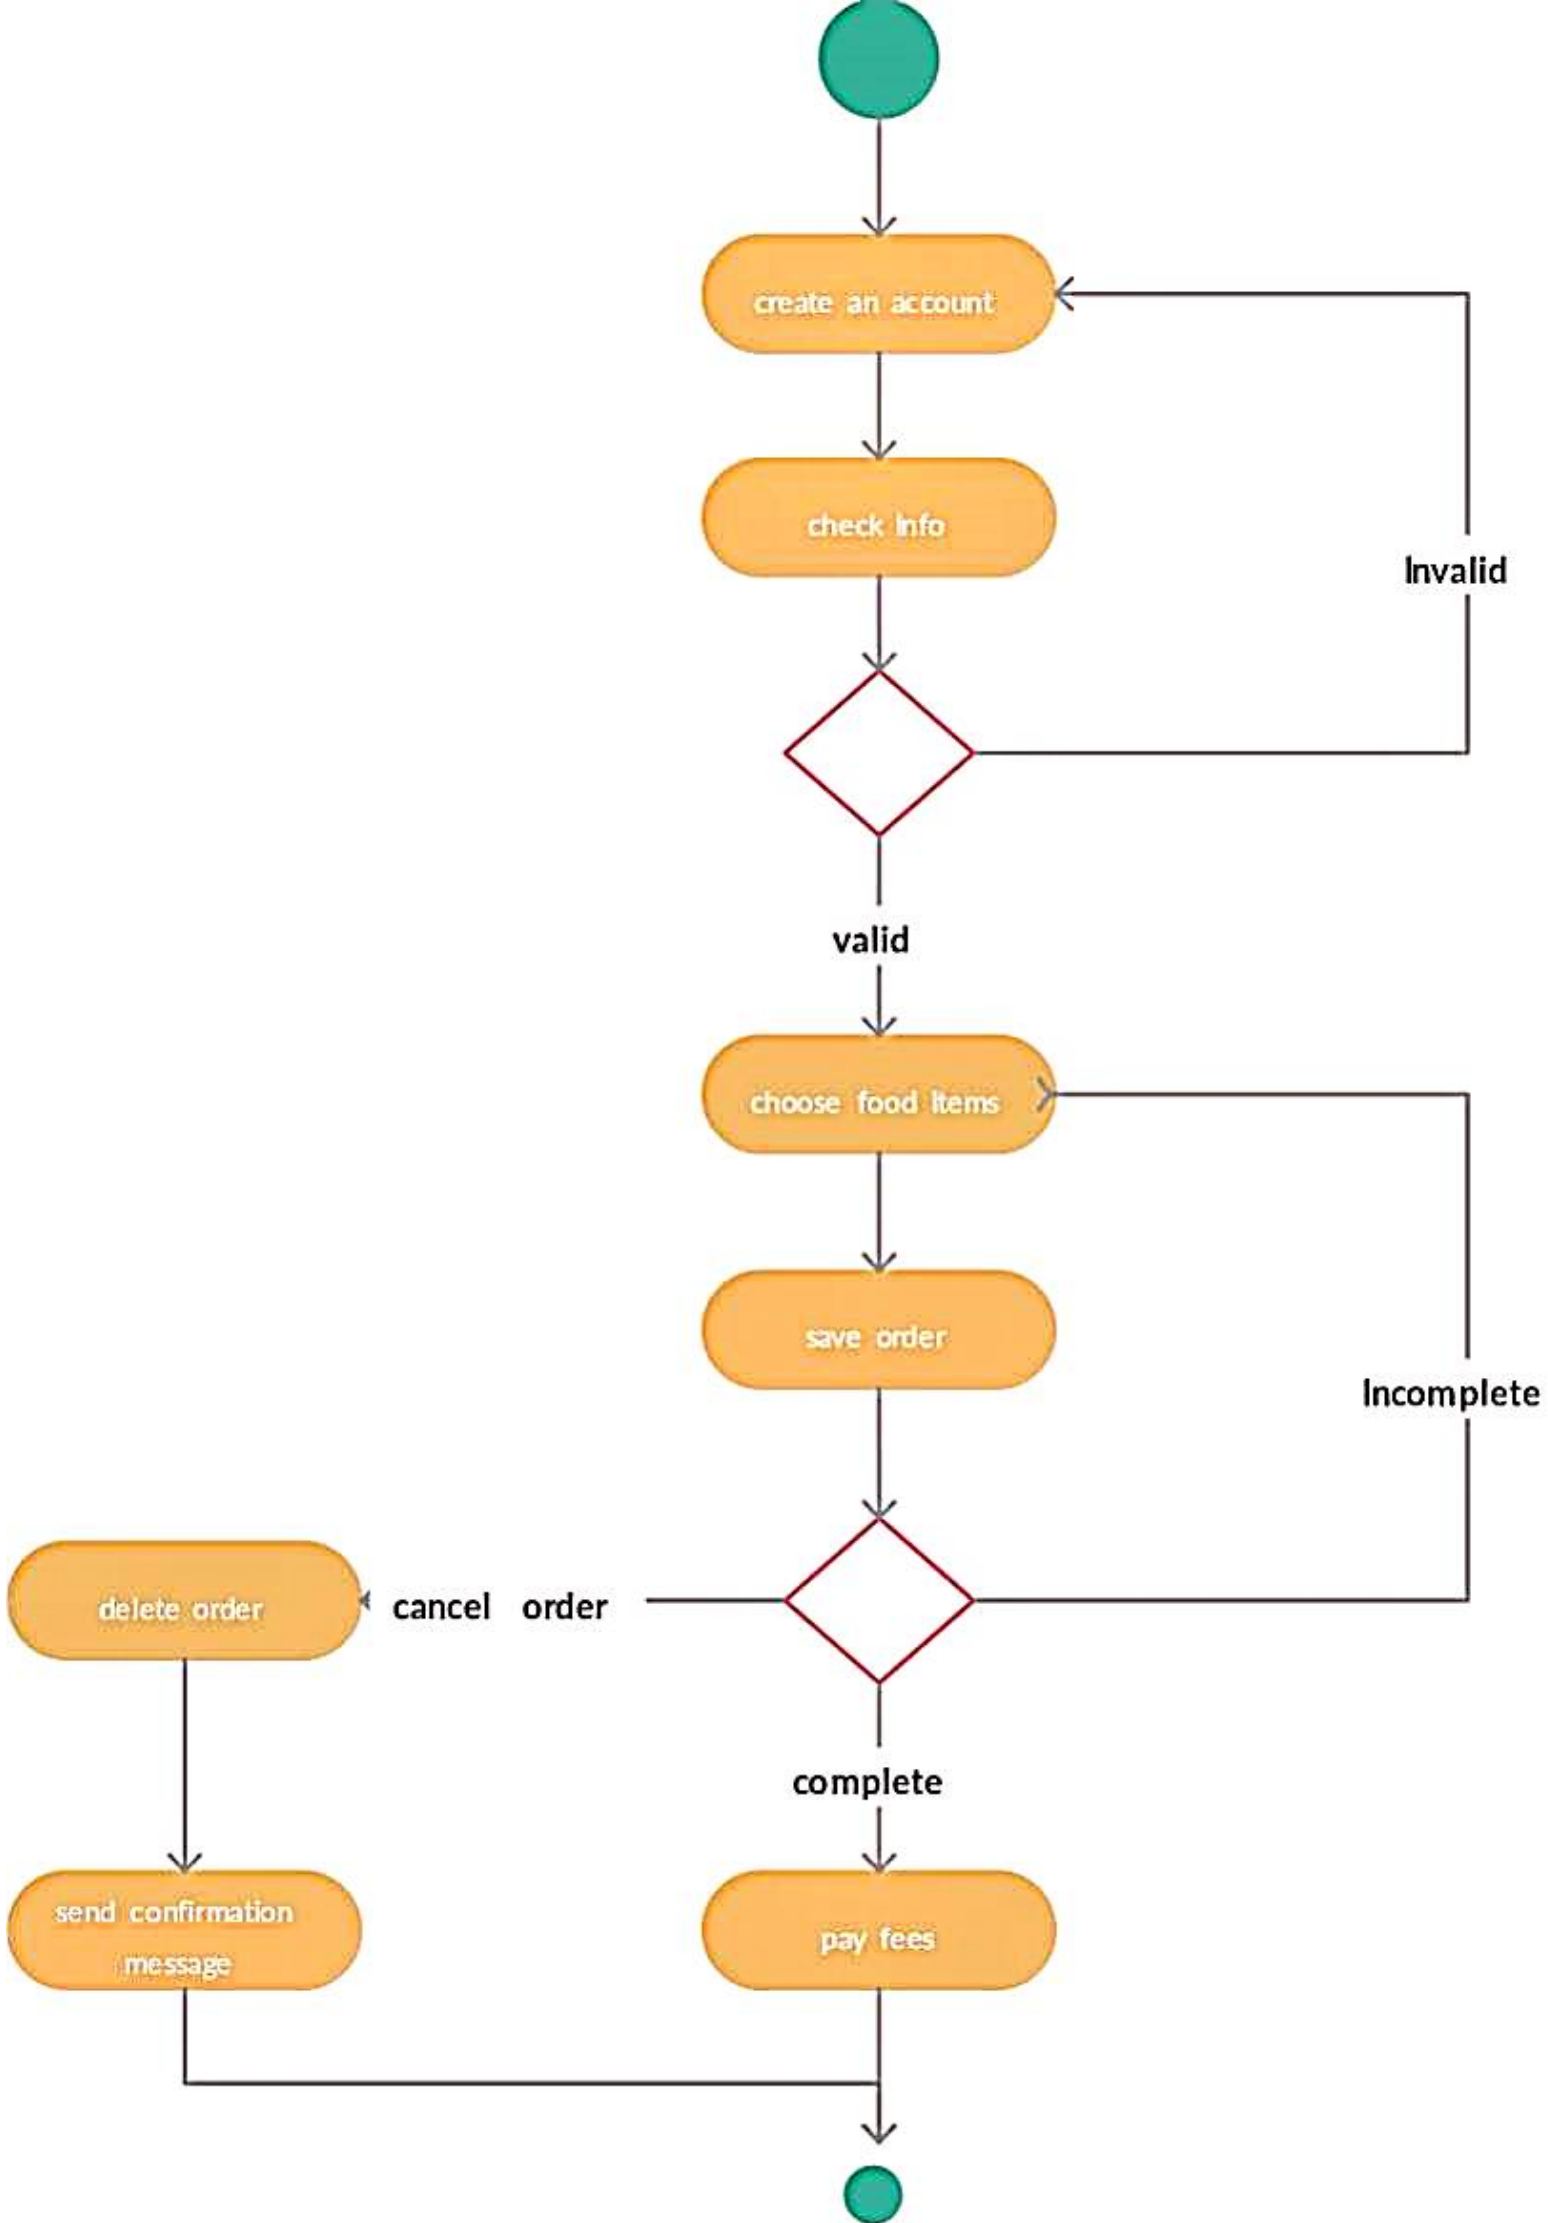 create an account
check Info
Invalid
valid
choose food Items
save order
Incomplete
delete order
cancel order
complete
send confirmation
message
pay fees